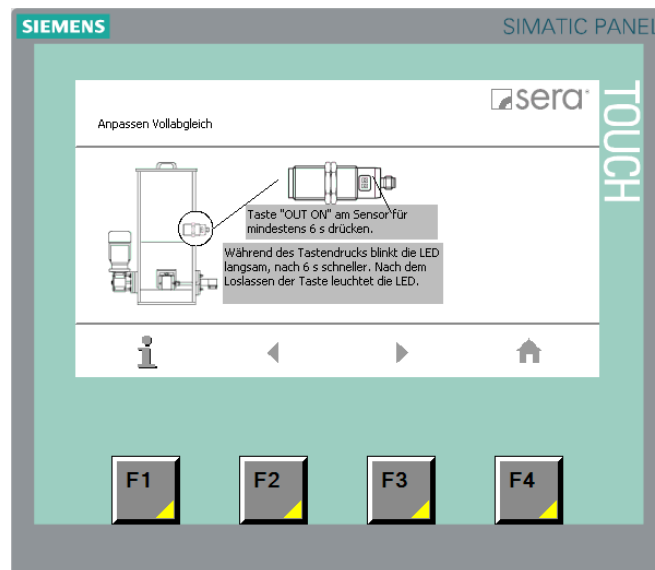 SIEMENS
SIMATIC PANEL
TOUCH
sera
Anpassen Vollabgleich
Taste "OUT ON" am Sensor für
mindestens 6 s drücken.
Während des Tastendrucks blinkt die LED
langsam, nach 6 s schneller. Nach dem
Loslassen der Taste leuchtet die LED.
F1
F2
F3
F4